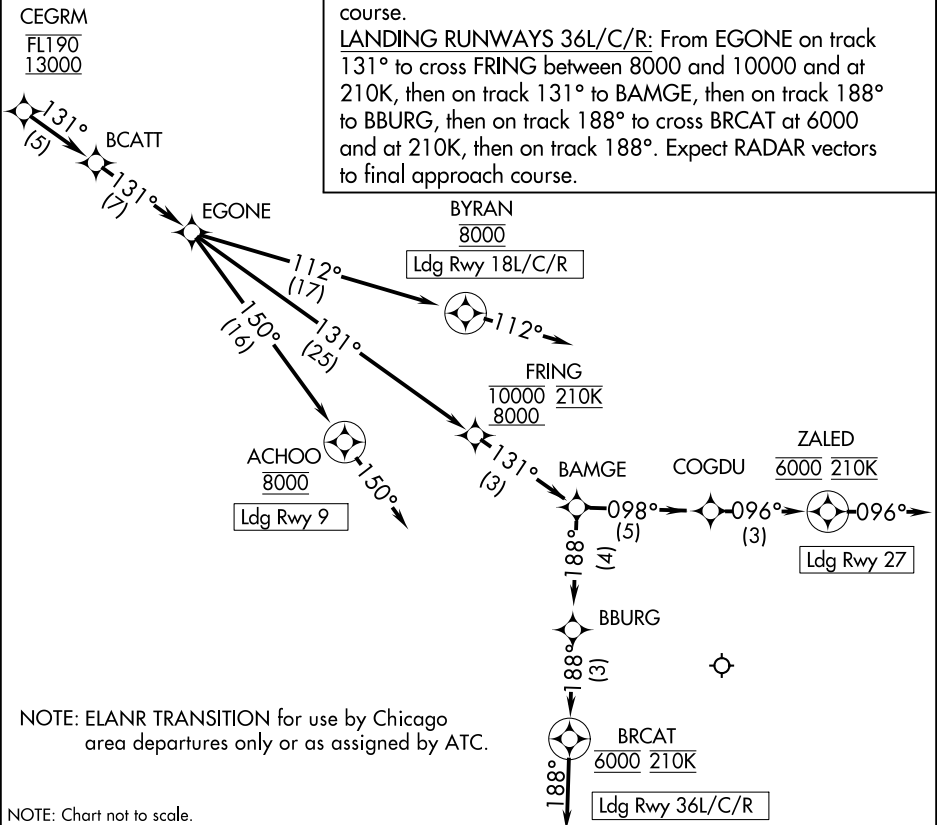 CEGRM
FL190
13000
course.
LANDING RUNWAYS 36L/C/R: From EGONE on track
131° to cross FRING between 8000 and 10000 and at
210K, then on track 131° to BAMGE, then on track 188°
to BBURG, then on track 188° to cross BRCAT at 6000
and at 210K, then on track 188°. Expect RADAR vectors
to final approach course.
131°
(5)
BCATT
131°
(7)
EGONE
BYRAN
8000
Ldg Rwy 18L/C/R
112°
(17)
112°
150°
(16)
131°
(25)
FRING
10000 210K
8000
ACHOO
8000
150°
Ldg Rwy 9
131°
(3)
BAMGE
COGDU
ZALED
6000 210K
098°
(5)
096°
(3)
096°
Ldg Rwy 27
188°
(4)
BBURG
188°
(3)
NOTE: ELANR TRANSITION for use by Chicago
area departures only or as assigned by ATC.
BRCAT
6000 210K
188°
Ldg Rwy 36L/C/R
NOTE: Chart not to scale.